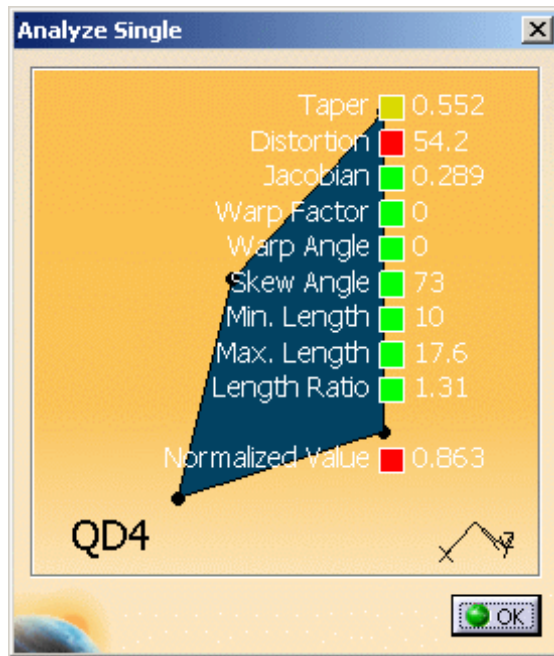 Analyze Single
Taper 0.552
Distortion 54.2
Jacobian 0.289
Warp Factor 0
Warp Angle 0
Skew Angle 73
Min. Length 10
Max. Length 17.6
Length Ratio 1.31
Normalized Value 0.863
QD4
OK